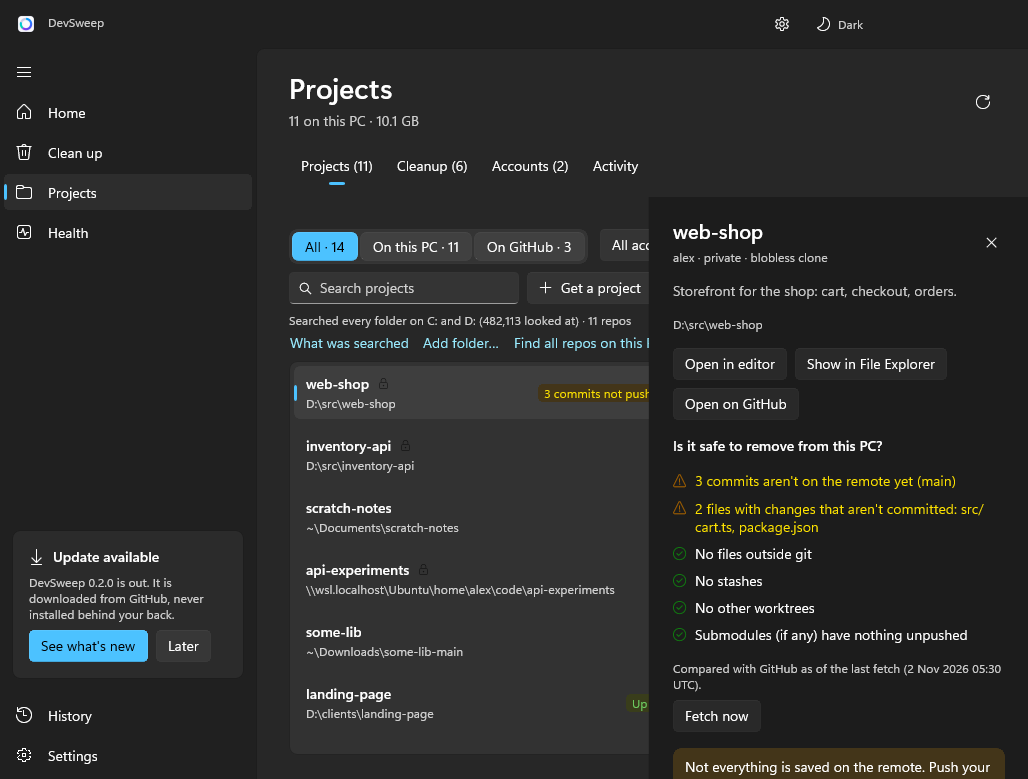 DevSweep
Dark
Home
Clean up
Projects
Health
Update available
DevSweep 0.2.0 is out. It is
downloaded from GitHub, never
installed behind your back.
See what's new
Later
History
Settings
Projects
11 on this PC · 10.1 GB
Projects (11)
Cleanup (6)
Accounts (2)
Activity
All · 14
On this PC · 11
On GitHub · 3
All acc
Search projects
Get a project
Searched every folder on C: and D: (482,113 looked at) · 11 repos
What was searched
Add folder...
Find all repos on this
web-shop
D:\src\web-shop
3 commits not push
inventory-api
D:\src\inventory-api
scratch-notes
~\Documents\scratch-notes
api-experiments
\\wsl.localhost\Ubuntu\home\alex\code\api-experiments
some-lib
~\Downloads\some-lib-main
landing-page
D:\clients\landing-page
Up
web-shop
alex · private · blobless clone
Storefront for the shop: cart, checkout, orders.
D:\src\web-shop
Open in editor
Show in File Explorer
Open on GitHub
Is it safe to remove from this PC?
3 commits aren't on the remote yet (main)
2 files with changes that aren't committed: src/
cart.ts, package.json
No files outside git
No stashes
No other worktrees
Submodules (if any) have nothing unpushed
Compared with GitHub as of the last fetch (2 Nov 2026 05:30
UTC).
Fetch now
Not everything is saved on the remote. Push your